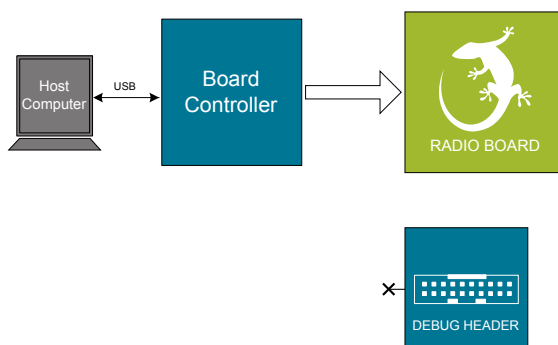 Host
Computer
USB
Board
Controller
RADIO BOARD
DEBUG HEADER